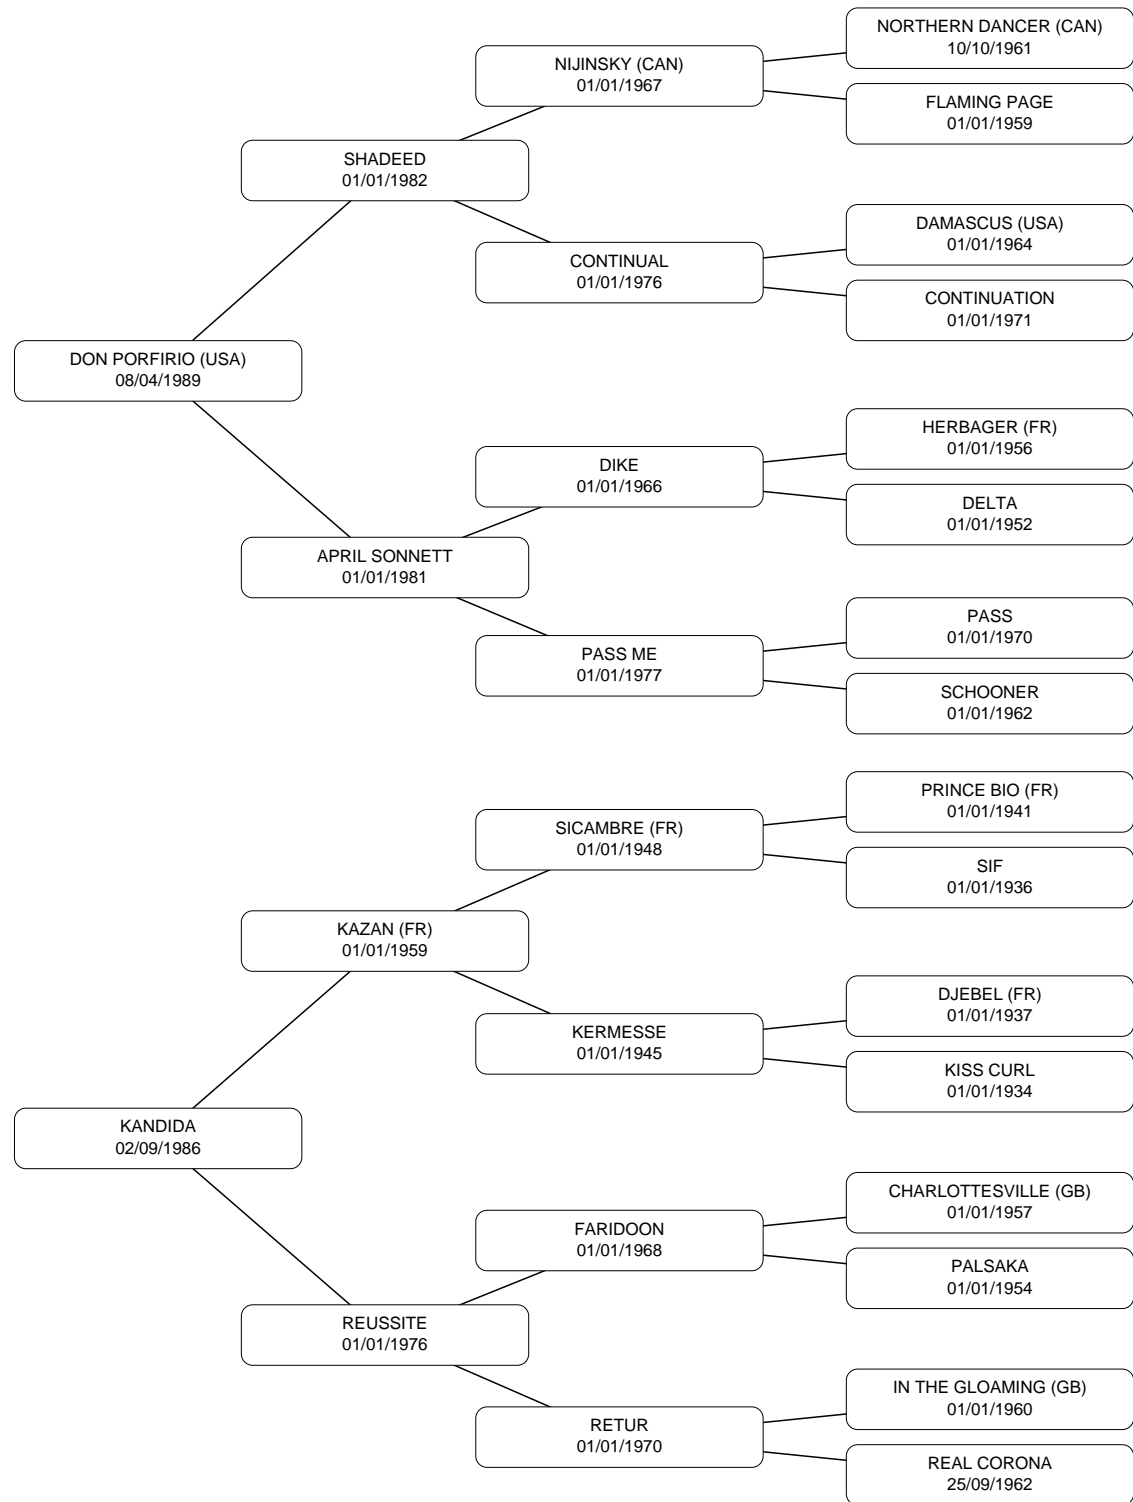 NORTHERN DANCER (CAN)
10/10/1961
NIJINSKY (CAN)
01/01/1967
FLAMING PAGE
01/01/1959
SHADEED
01/01/1982
DAMASCUS (USA)
01/01/1964
CONTINUAL
01/01/1976
CONTINUATION
01/01/1971
DON PORFIRIO (USA)
08/04/1989
HERBAGER (FR)
01/01/1956
DIKE
01/01/1966
DELTA
01/01/1952
APRIL SONNETT
01/01/1981
PASS
01/01/1970
PASS ME
01/01/1977
SCHOONER
01/01/1962
PRINCE BIO (FR)
01/01/1941
SICAMBRE (FR)
01/01/1948
SIF
01/01/1936
KAZAN (FR)
01/01/1959
DJEBEL (FR)
01/01/1937
KERMESSE
01/01/1945
KISS CURL
01/01/1934
KANDIDA
02/09/1986
CHARLOTTESVILLE (GB)
01/01/1957
FARIDOON
01/01/1968
PALSAKA
01/01/1954
REUSSITE
01/01/1976
IN THE GLOAMING (GB)
01/01/1960
RETUR
01/01/1970
REAL CORONA
25/09/1962